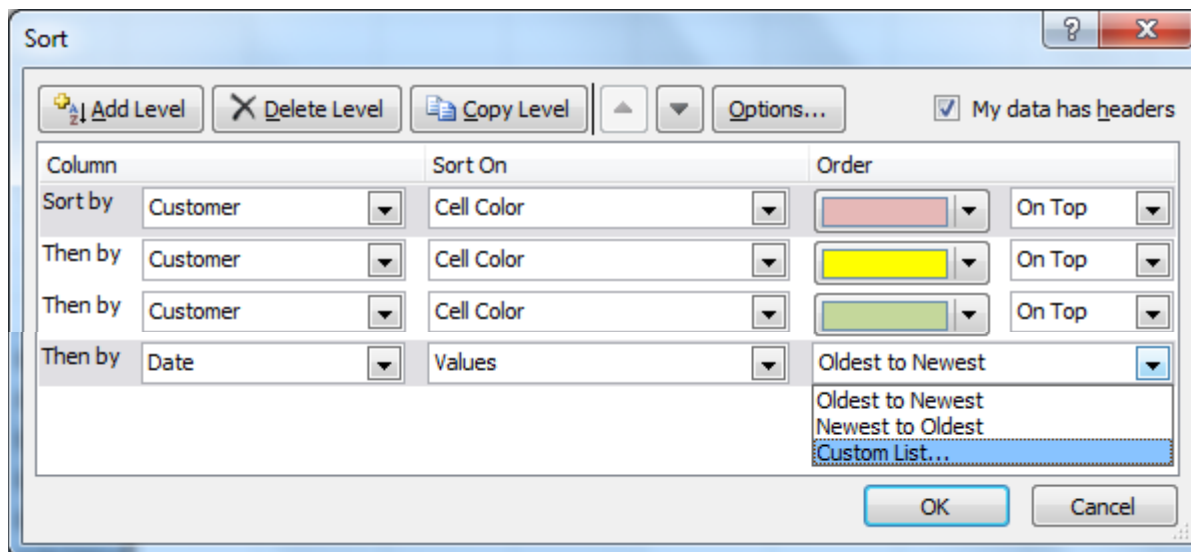 Sort
Add Level Delete Level Copy Level Options... My data has headers
Column Sort On Order
Sort by Customer Cell Color On Top
Then by Customer Cell Color On Top
Then by Customer Cell Color On Top
Then by Date Values Oldest to Newest
Oldest to Newest
Newest to Oldest
Custom List...
OK Cancel